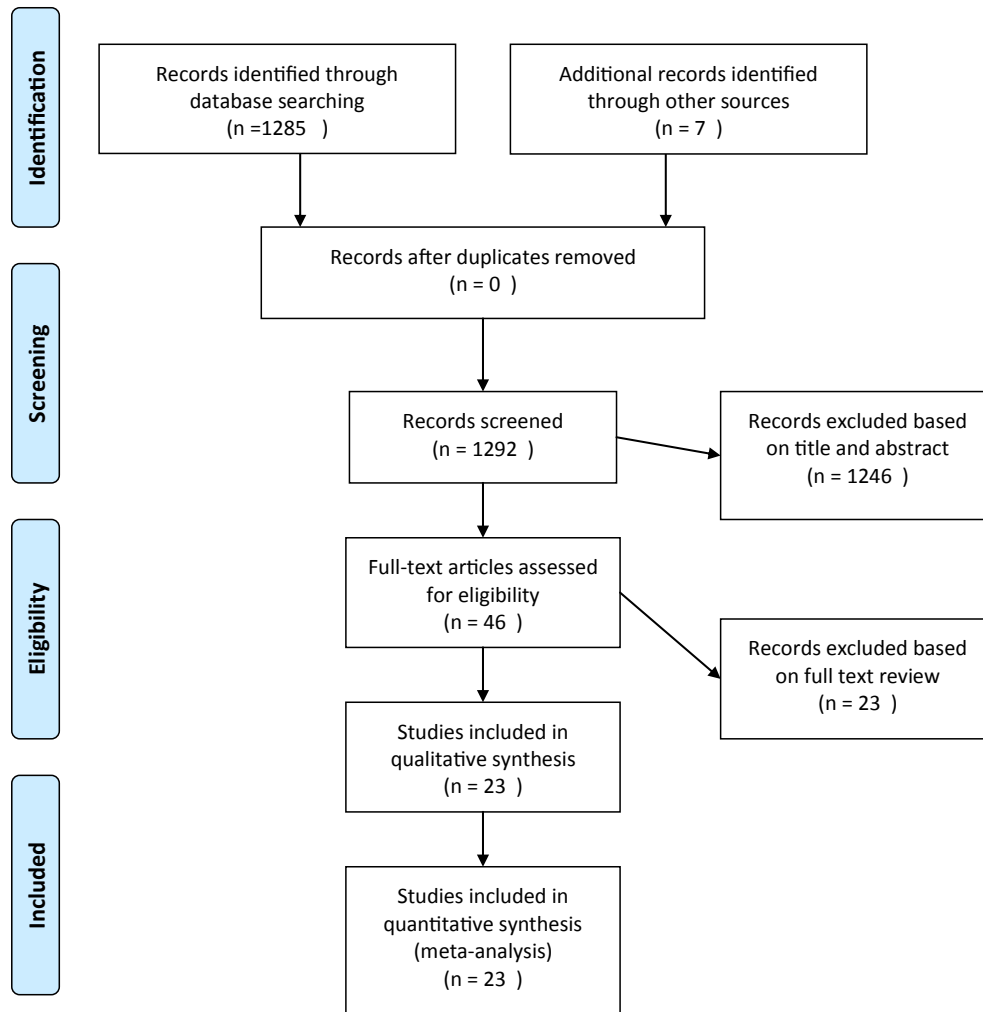 Identification
Records identified through
database searching
(n =1285   )
Additional records identified
through other sources
(n = 7   )
Records after duplicates removed
(n = 0   )
Screening
Records screened
(n = 1292   )
Records excluded based
on title and abstract
(n = 1246   )
Eligibility
Full-text articles assessed
for eligibility
(n = 46   )
Records excluded based
on full text review
(n = 23   )
Studies included in
qualitative synthesis
(n = 23   )
Included
Studies included in
quantitative synthesis
(meta-analysis)
(n = 23   )